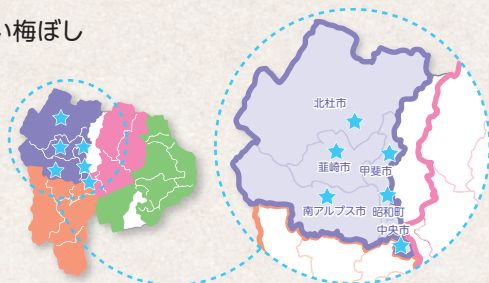 い梅ぼし
北杜市
韮崎市
甲斐市
南アルプス市
昭和町
中央市